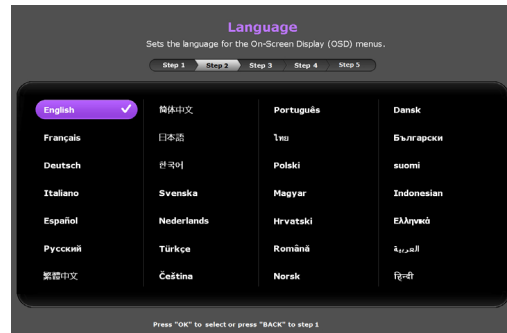 Language
Sets the language for the On-Screen Display (OSD) menus.
Step 1 Step 2 Step 3 Step 4 Step 5
English 简体中文 Português Dansk
Français 日本語 ไทย Български
Deutsch 한국어 Polski suomi
Italiano Svenska Magyar Indonesian
Español Nederlands Hrvatski Ελληνικά
Русский Türkçe Română العربية
繁體中文 Čeština Norsk हिन्दी
Press "OK" to select or press "BACK" to step 1